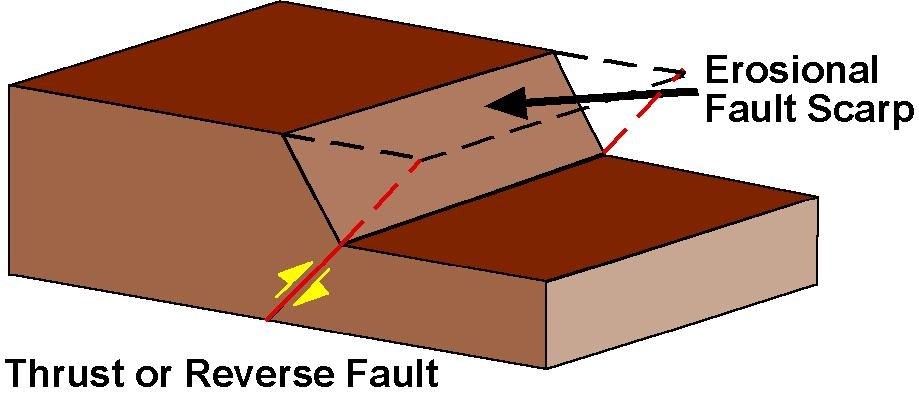 Erosional
Fault Scarp
Thrust or Reverse Fault